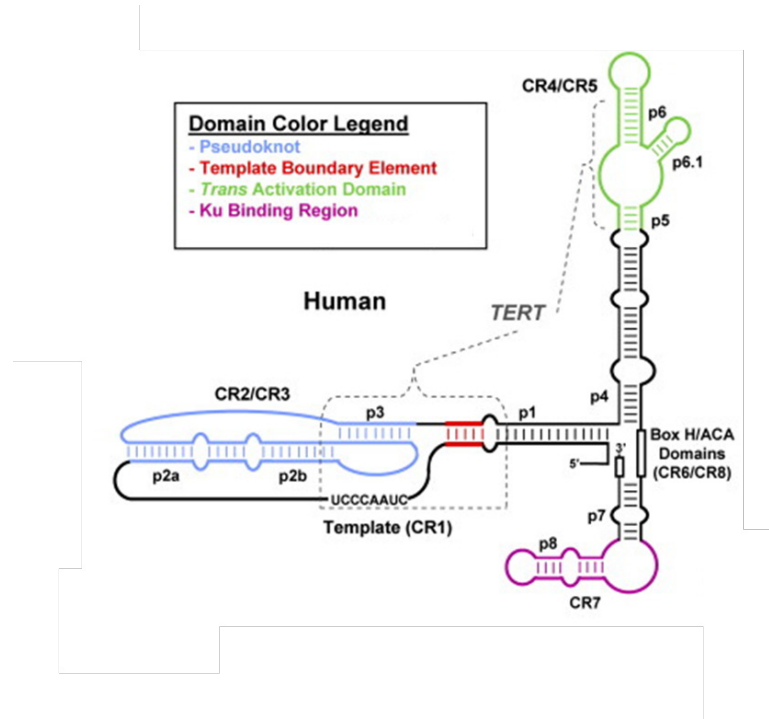 CR4/CR5
p6
p6.1
p5
Domain Color Legend
- Pseudoknot
- Template Boundary Element
- Trans Activation Domain
- Ku Binding Region
Human
TERT
CR2/CR3
p3
p1
p4
p2a
p2b
UCCCAAUC
Template (CR1)
5'
3'
Box H/ACA
Domains
(CR6/CR8)
p7
p8
CR7